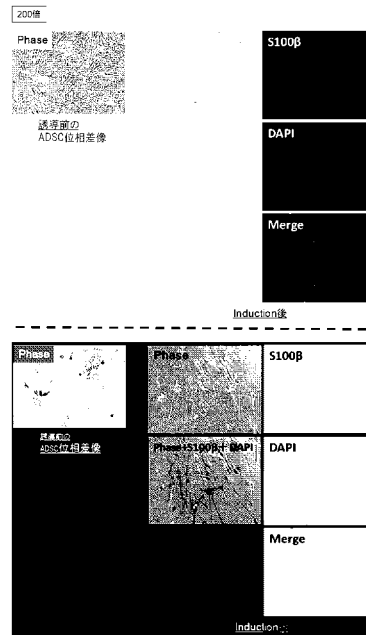 200倍
Phase
誘導前の
ADSC位相差像
S100β
DAPI
Merge
Induction後
Phase
誘導前の
ADSC位相差像
Phase
Phase+S100β+DAPI
S100β
DAPI
Merge
Induction